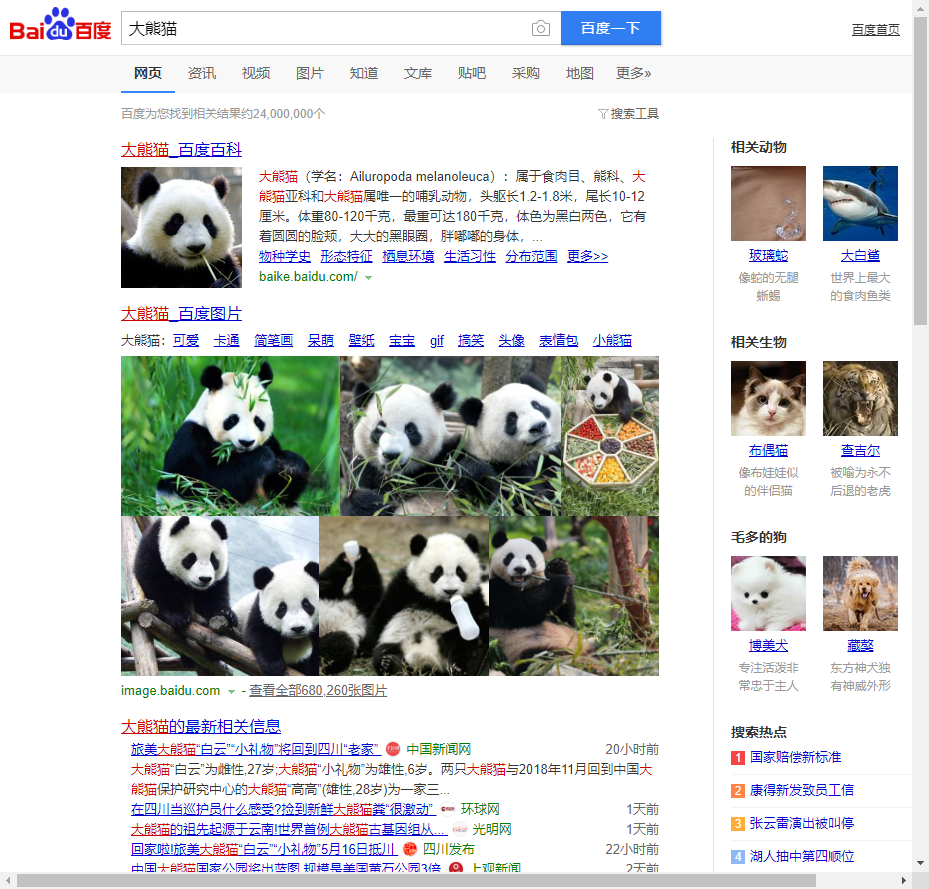 Baidu百度
大熊猫
百度一下
百度首页
网页 资讯 视频 图片 知道 文库 贴吧 采购 地图 更多»
百度为您找到相关结果约24,000,000个
搜索工具
大熊猫_百度百科
大熊猫（学名：Ailuropoda melanoleuca）：属于食肉目、熊科、大
熊猫亚科和大熊猫属唯一的哺乳动物，头躯长1.2-1.8米，尾长10-12
厘米。体重80-120千克，最重可达180千克，体色为黑白两色，它有
着圆圆的脸颊，大大的黑眼圈，胖嘟嘟的身体，...
物种学史 形态特征 栖息环境 生活习性 分布范围 更多>>
baike.baidu.com/
大熊猫_百度图片
大熊猫: 可爱 卡通 简笔画 呆萌 壁纸 宝宝 gif 搞笑 头像 表情包 小熊猫
image.baidu.com - 查看全部680,260张图片
大熊猫的最新相关信息
旅美大熊猫“白云”“小礼物”将回到四川“老家” 中国新闻网 20小时前
大熊猫“白云”为雌性,27岁;大熊猫“小礼物”为雄性,6岁。两只大熊猫与2018年11月回到中国大
熊猫保护研究中心的大熊猫“高高”(雄性,28岁)为一家三...
在四川当巡护员什么感受?捡到新鲜大熊猫粪“很激动” 环球网 1天前
大熊猫的祖先起源于云南!世界首例大熊猫古基因组从... 光明网 1天前
回家啦!旅美大熊猫“白云”“小礼物”5月16日抵川 四川发布 22小时前
中国大熊猫国家公园将出蓝图 规模是美国黄石公园3倍 上观新闻 2天前
相关动物
玻璃蛇 大白鲨
像蛇的无腿 世界上最大
蜥蜴 的食肉鱼类
相关生物
布偶猫 查吉尔
像布娃娃似 被喻为永不
的伴侣猫 后退的老虎
毛多的狗
博美犬 藏獒
专注活泼非 东方神犬独
常忠于主人 有神威外形
搜索热点
1 国家赔偿新标准
2 康得新发致员工信
3 张云雷演出被叫停
4 湖人抽中第四顺位